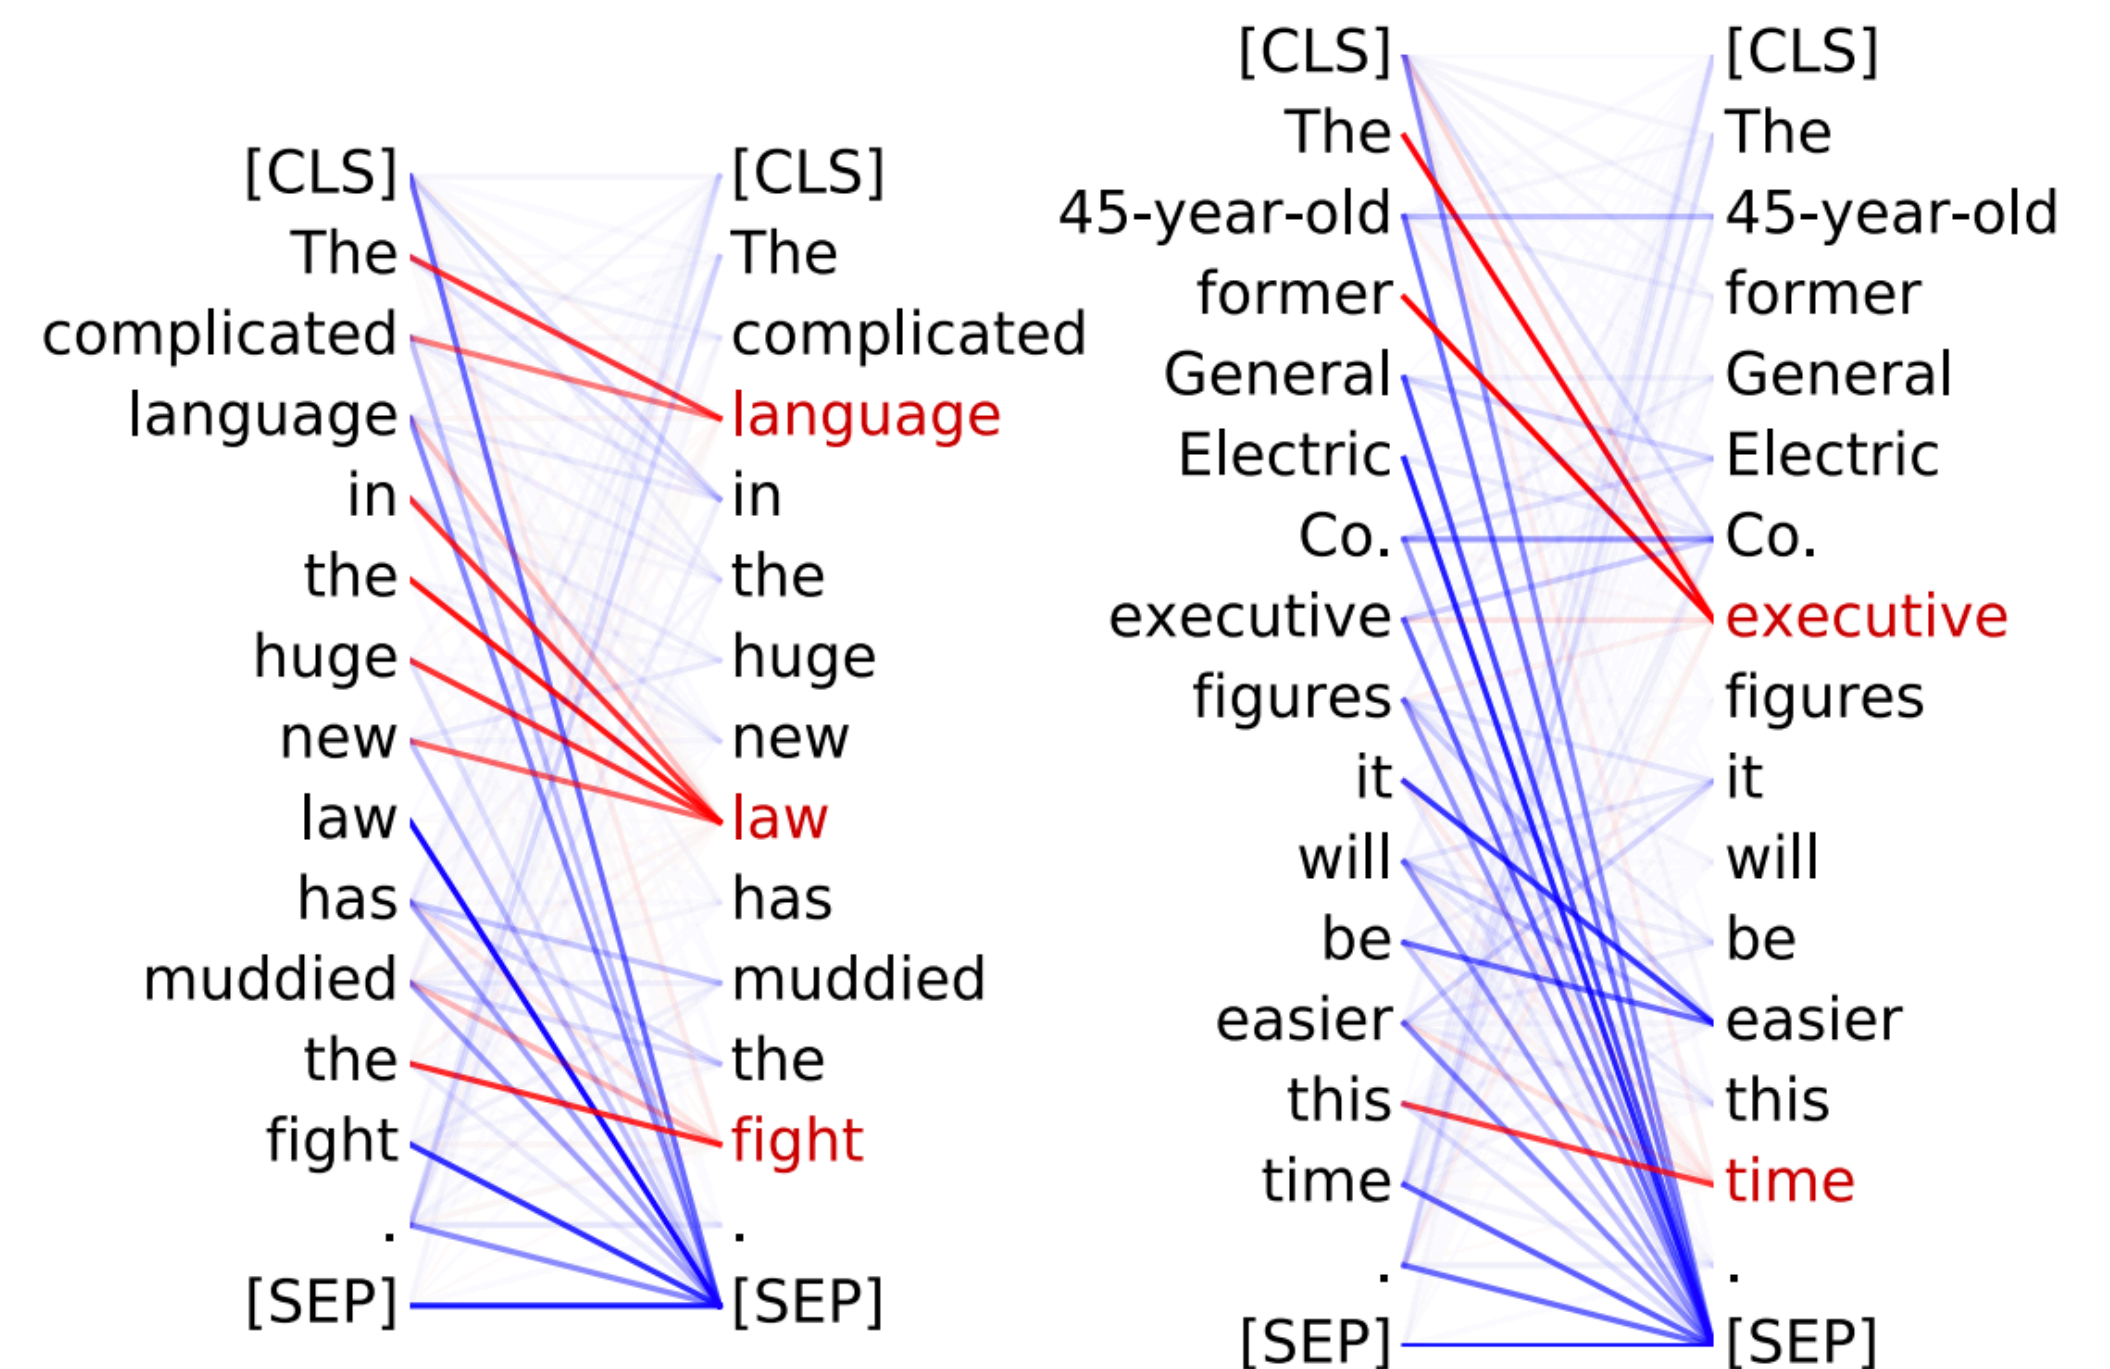 [CLS] [CLS]
The The
complicated complicated
language language
in in
the the
huge huge
new new
law law
has has
muddied muddied
the the
fight fight
. .
[SEP] [SEP]
[CLS] [CLS]
The The
45-year-old 45-year-old
former former
General General
Electric Electric
Co. Co.
executive executive
figures figures
it it
will will
be be
easier easier
this this
time time
. .
[SEP] [SEP]